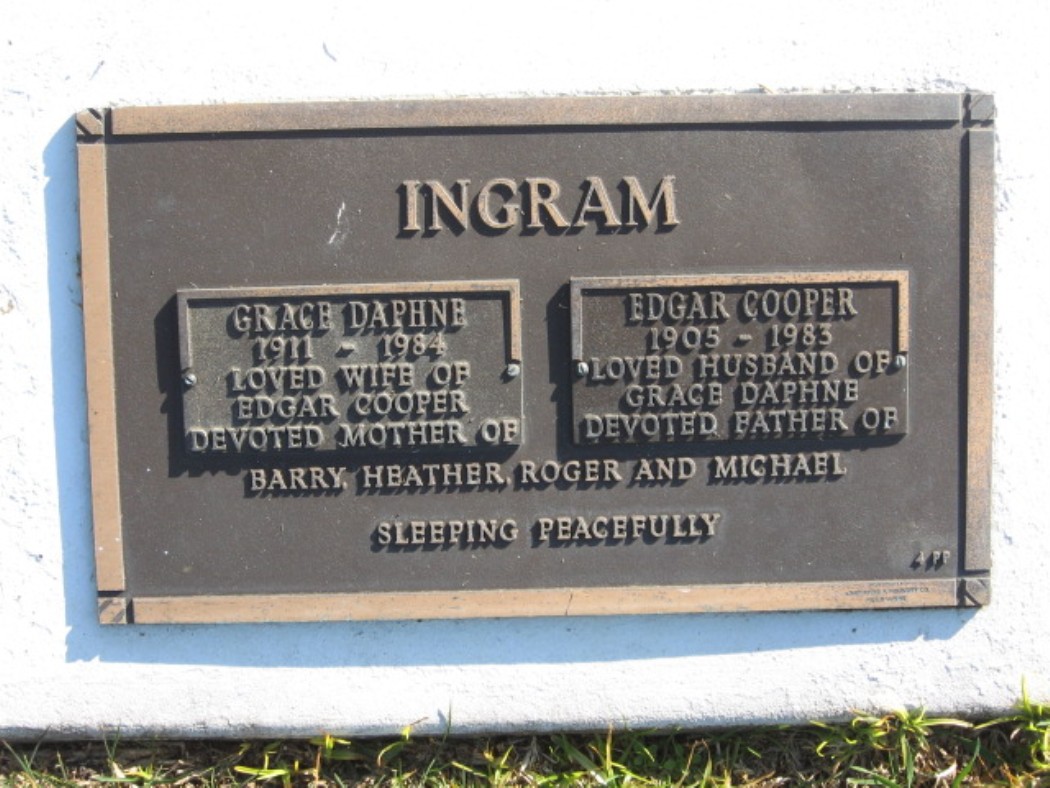 INGRAM
GRACE DAPHNE
1911 - 1984
LOVED WIFE OF
EDGAR COOPER
DEVOTED MOTHER OF
EDGAR COOPER
1905 - 1983
LOVED HUSBAND OF
GRACE DAPHNE
DEVOTED FATHER OF
BARRY, HEATHER, ROGER AND MICHAEL
SLEEPING PEACEFULLY